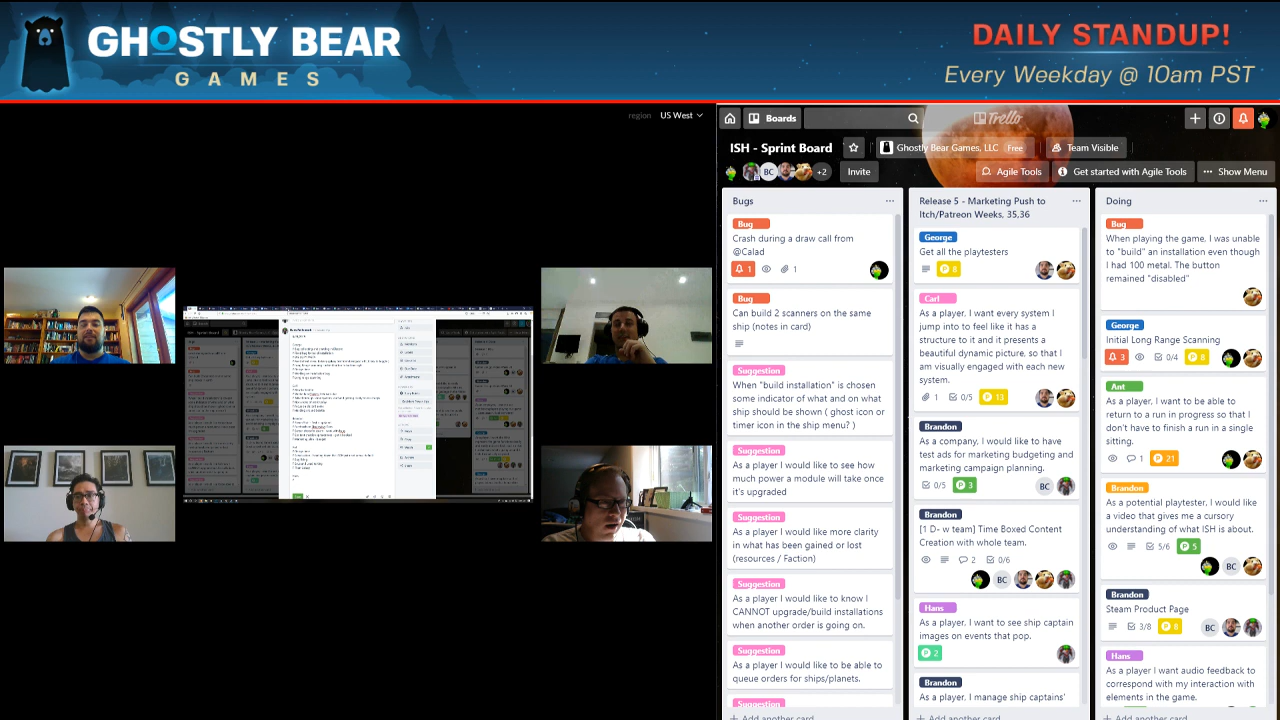 GHOSTLY BEAR
GAMES
DAILY STANDUP!
Every Weekday @ 10am PST
region US West
Boards
Trello
ISH - Sprint Board
Ghostly Bear Games, LLC Free
Team Visible
BC
+2
Invite
Agile Tools
Get started with Agile Tools
Show Menu
Bugs
Bug
Crash during a draw call from
@Calad
1
1
Bug
Can build 2 scanners on same
ship (notes in card)
Suggestion
When "build installation" is chosen
the indicator of what and on what
ship should be shown ( ship icon or
timer icon in the ship menu? )
Suggestion
As a player I would like to see how
much power a module will take once
it's upgraded
Suggestion
As a player I would like more clarity
in what has been gained or lost
(resources / Faction)
Suggestion
As a player I would like to know I
CANNOT upgrade/build installations
when another order is going on.
Suggestion
As a player I would like to be able to
queue orders for ships/planets.
Suggestion
+ Add another card
Release 5 - Marketing Push to
Itch/Patreon Weeks, 35,36
George
Get all the playtesters
8
Carl
As a player, I want every system I
jump into to feel like it has a
structure to it and represents a
beautiful dynamic universe, so that I
am visually engaged with each new
system.
1 0/5 13
Brandon
As a company, I would like to have
test ads for marketing budgeting and
marketing campaign planning.
0/5 3 BC
Brandon
[1 D- w team] Time Boxed Content
Creation with whole team.
2 0/6
BC
Hans
As a player, I want to see ship captain
images on events that pop.
2
Brandon
As a player, I manage ship captains'
+ Add another card
Doing
Bug
When playing the game. I was unable
to "build" an installation even though
I had 100 metal. The button
remained "disabled"
George
Initial Long Range Scanning
3 4/4 8
Ant
As a player, I want to be able to
return to a run in progress so that I
don't have to finish a run in a single
sitting.
1 21
Brandon
As a potential playtester, I would like
a video that gives me a cursory
understanding of what ISH is about.
5/6 5
BC
Brandon
Steam Product Page
3/8 8 BC
Hans
As a player I want audio feedback to
correspond with my interaction with
elements in the game.
+ Add another card